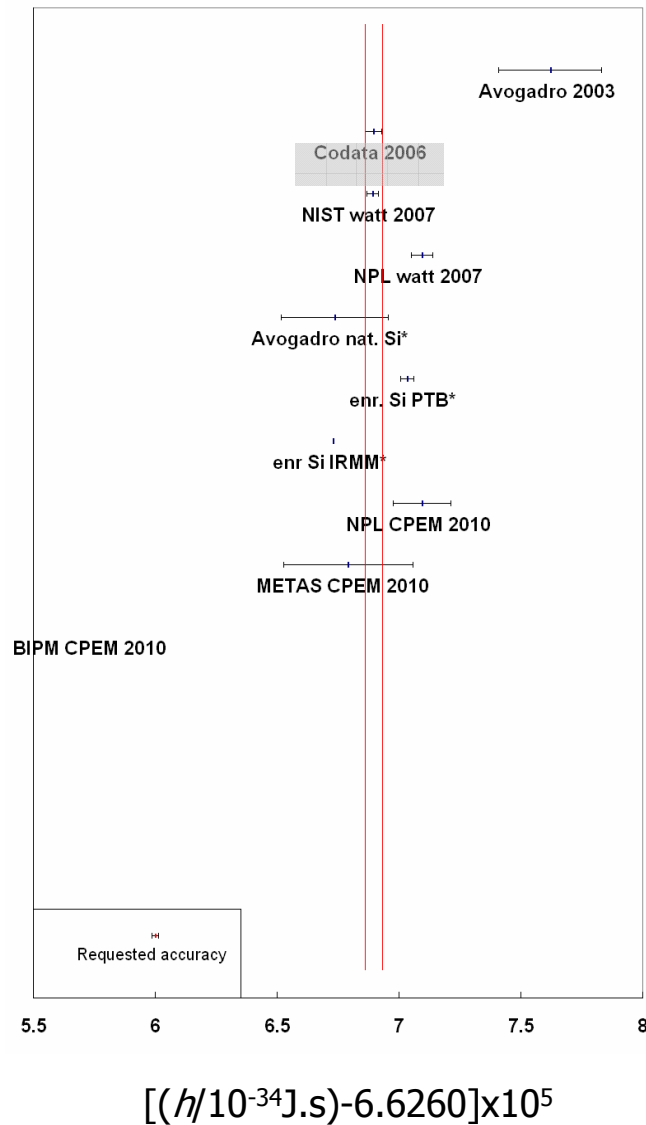 Avogadro 2003
Codata 2006
NIST watt 2007
NPL watt 2007
Avogadro nat. Si*
enr. Si PTB*
enr Si IRMM*
NPL CPEM 2010
METAS CPEM 2010
BIPM CPEM 2010
Requested accuracy
5.5 6 6.5 7 7.5 8
[(h/10⁻³⁴J.s)-6.6260]x10⁵